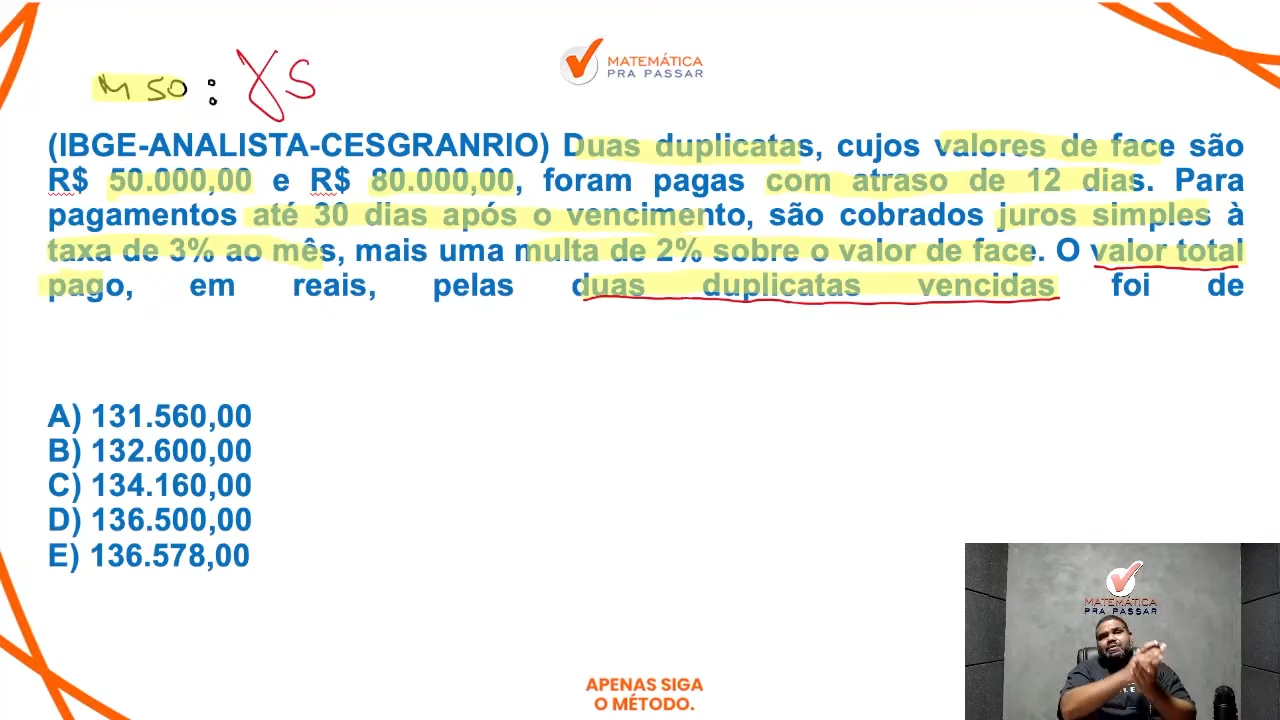 MATEMÁTICA
PRA PASSAR
M50 : JS
(IBGE-ANALISTA-CESGRANRIO) Duas duplicatas, cujos valores de face são
R$ 50.000,00 e R$ 80.000,00, foram pagas com atraso de 12 dias. Para
pagamentos até 30 dias após o vencimento, são cobrados juros simples à
taxa de 3% ao mês, mais uma multa de 2% sobre o valor de face. O valor total
pago, em reais, pelas duas duplicatas vencidas foi de
A) 131.560,00
B) 132.600,00
C) 134.160,00
D) 136.500,00
E) 136.578,00
MATEMÁTICA
PRA PASSAR
APENAS SIGA
O MÉTODO.